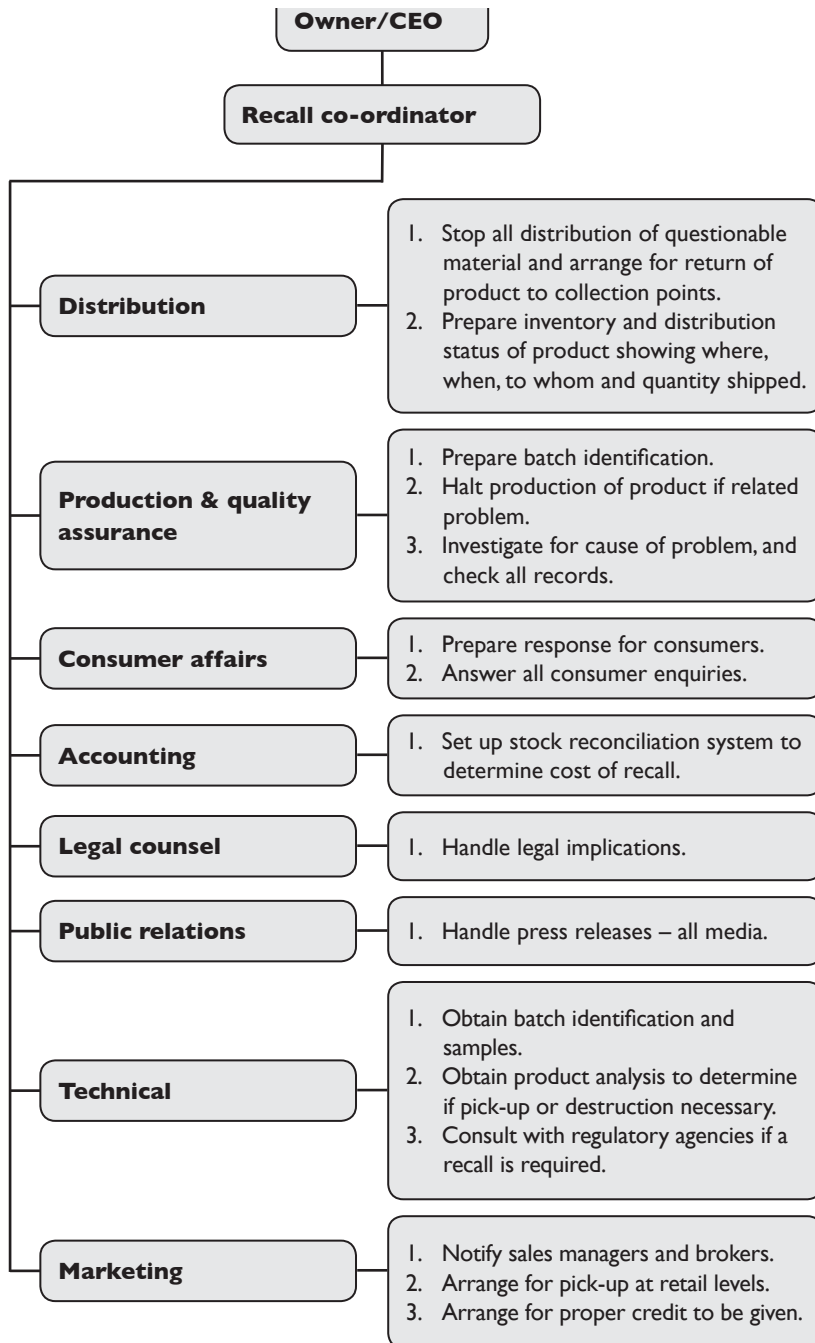 Owner/CEO
Recall co-ordinator
Distribution
1. Stop all distribution of questionable
material and arrange for return of
product to collection points.
2. Prepare inventory and distribution
status of product showing where,
when, to whom and quantity shipped.
Production & quality
assurance
1. Prepare batch identification.
2. Halt production of product if related
problem.
3. Investigate for cause of problem, and
check all records.
Consumer affairs
1. Prepare response for consumers.
2. Answer all consumer enquiries.
Accounting
1. Set up stock reconciliation system to
determine cost of recall.
Legal counsel
1. Handle legal implications.
Public relations
1. Handle press releases – all media.
Technical
1. Obtain batch identification and
samples.
2. Obtain product analysis to determine
if pick-up or destruction necessary.
3. Consult with regulatory agencies if a
recall is required.
Marketing
1. Notify sales managers and brokers.
2. Arrange for pick-up at retail levels.
3. Arrange for proper credit to be given.